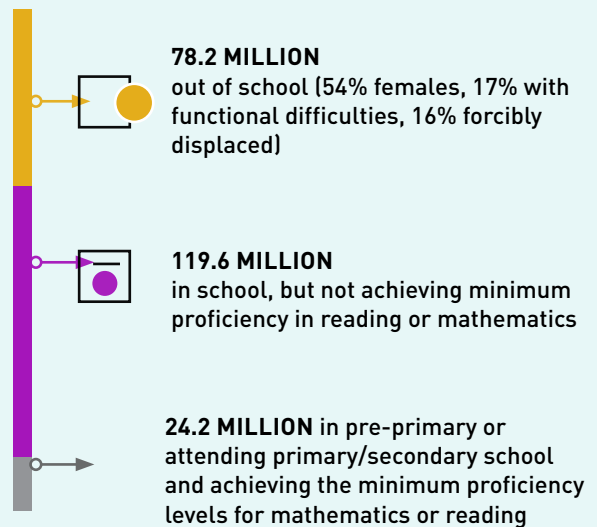 78.2 MILLION
out of school (54% females, 17% with
functional difficulties, 16% forcibly
displaced)
119.6 MILLION
in school, but not achieving minimum
proficiency in reading or mathematics
24.2 MILLION in pre-primary or
attending primary/secondary school
and achieving the minimum proficiency
levels for mathematics or reading